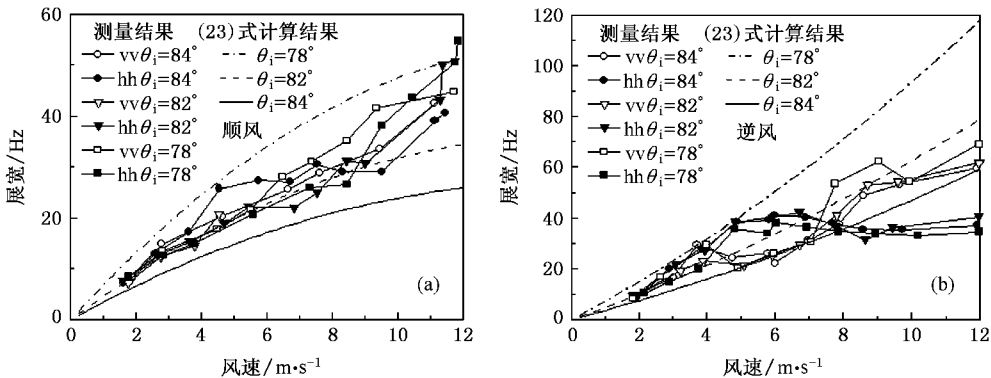 测量结果 (23)式计算结果
vvθi=84° θi=78°
hhθi=84° θi=82°
vvθi=82° θi=84°
hhθi=82° 顺风
vvθi=78°
hhθi=78°
60
40
20
0
展宽/Hz
0 2 4 6 8 10 12
风速/m·s⁻¹
(a)
测量结果 (23)式计算结果
vvθi=84° θi=78°
hhθi=84° θi=82°
vvθi=82° θi=84°
hhθi=82° 逆风
vvθi=78°
hhθi=78°
120
100
80
60
40
20
0
展宽/Hz
0 2 4 6 8 10 12
风速/m·s⁻¹
(b)